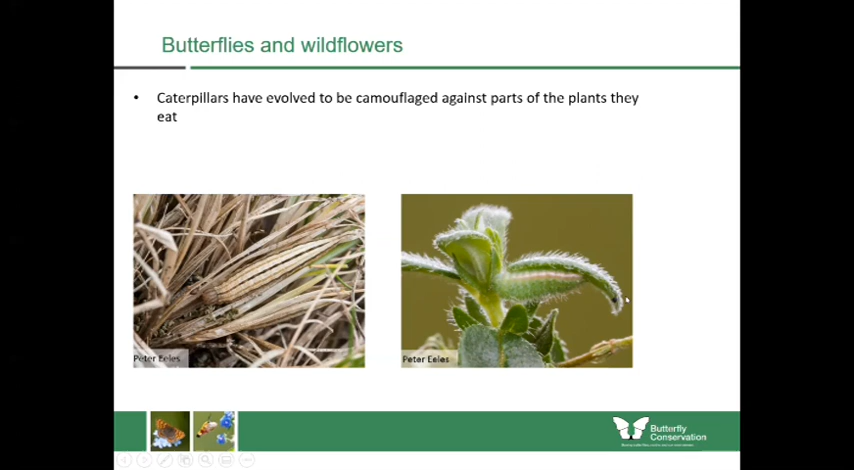 Butterflies and wildflowers
• Caterpillars have evolved to be camouflaged against parts of the plants they
eat
Peter Eeles
Peter Eeles
Butterfly
Conservation